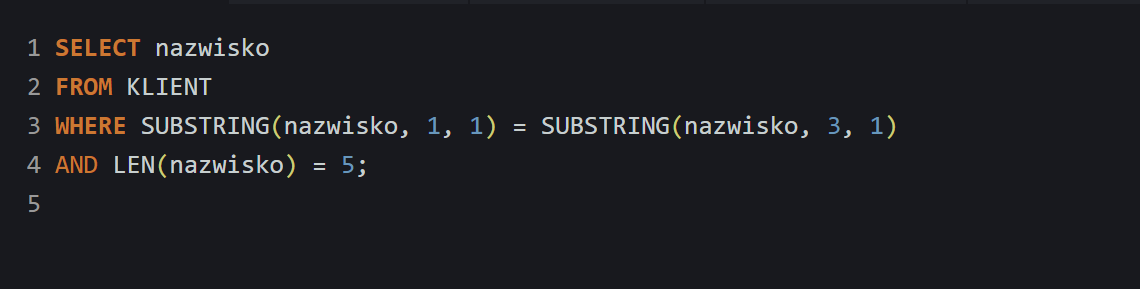 1 SELECT nazwisko
2 FROM KLIENT
3 WHERE SUBSTRING(nazwisko, 1, 1) = SUBSTRING(nazwisko, 3, 1)
4 AND LEN(nazwisko) = 5;
5